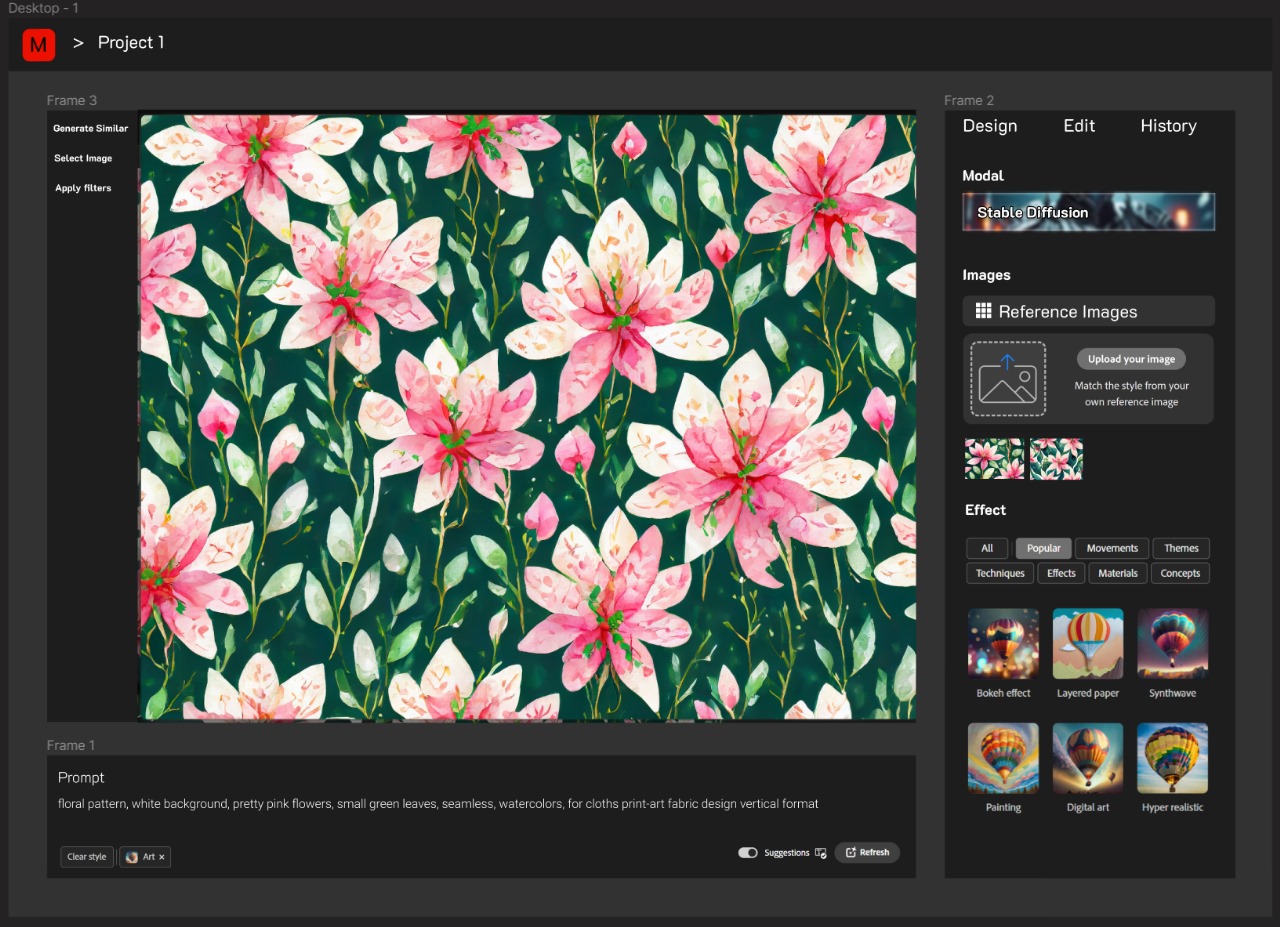 Desktop - 1
M > Project 1
Frame 3
Generate Similar
Select Image
Apply filters
Frame 1
Prompt
floral pattern, white background, pretty pink flowers, small green leaves, seamless, watercolors, for cloths print-art fabric design vertical format
Clear style
Art ×
Suggestions
Refresh
Frame 2
Design Edit History
Modal
Stable Diffusion
Images
Reference Images
Upload your image
Match the style from your
own reference image
Effect
All Popular Movements Themes
Techniques Effects Materials Concepts
Bokeh effect Layered paper Synthwave
Painting Digital art Hyper realistic